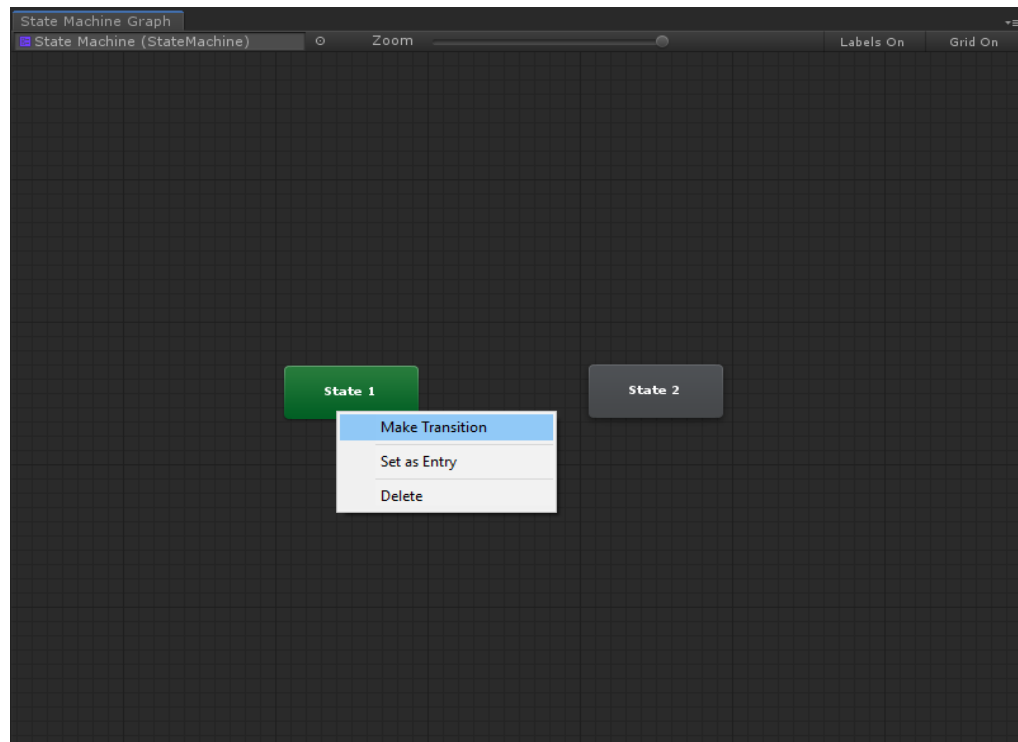 State Machine Graph
State Machine (StateMachine) Zoom Labels On Grid On
State 1
State 2
Make Transition
Set as Entry
Delete